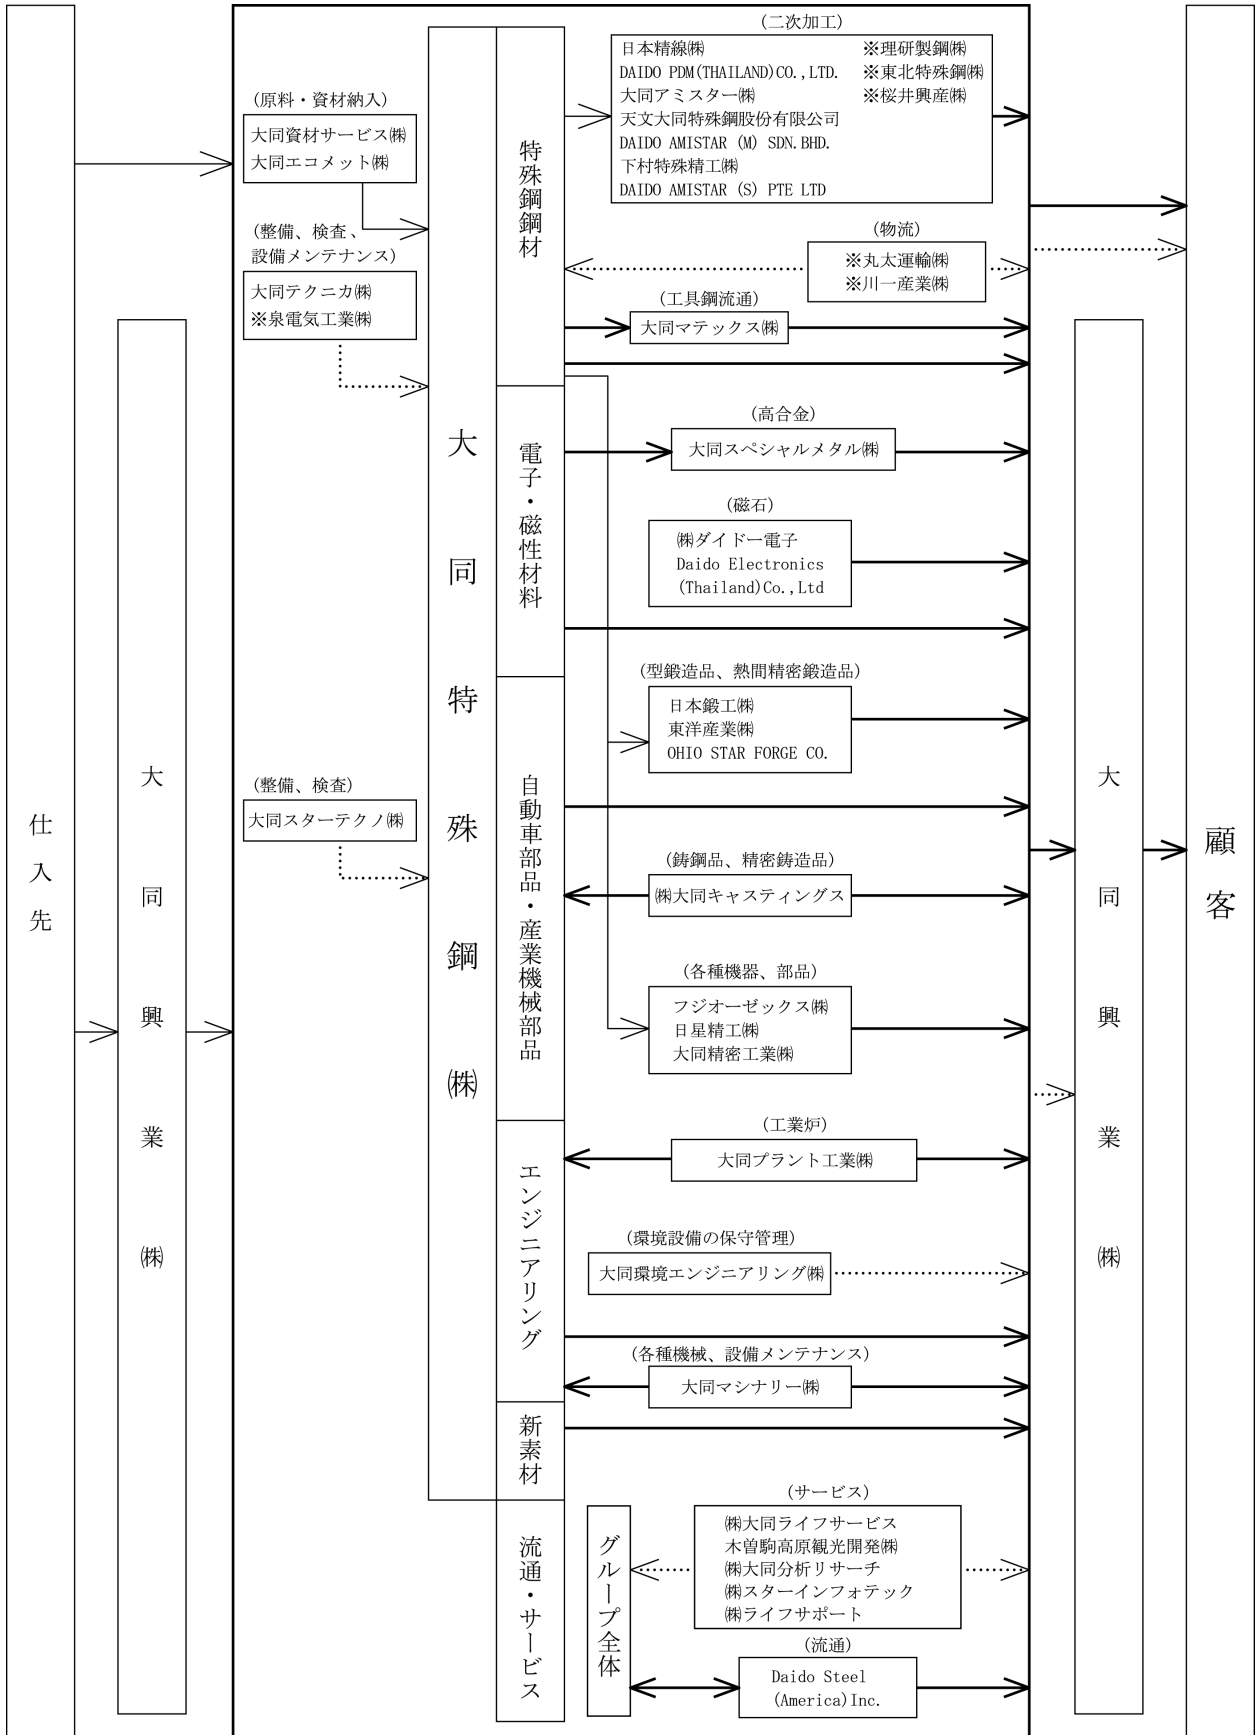 仕入先
大同興業㈱
(原料・資材納入)
大同資材サービス㈱
大同エコメット㈱
(整備、検査、
設備メンテナンス)
大同テクニカ㈱
※泉電気工業㈱
(整備、検査)
大同スターテクノ㈱
大同特殊鋼㈱
特殊鋼鋼材
(二次加工)
日本精線㈱
DAIDO PDM(THAILAND)CO.,LTD.
大同アミスター㈱
天文大同特殊鋼股份有限公司
DAIDO AMISTAR (M) SDN.BHD.
下村特殊精工㈱
DAIDO AMISTAR (S) PTE LTD
※理研製鋼㈱
※東北特殊鋼㈱
※桜井興産㈱
(物流)
※丸太運輸㈱
※川一産業㈱
(工具鋼流通)
大同マテックス㈱
電子・磁性材料
(高合金)
大同スペシャルメタル㈱
(磁石)
㈱ダイドー電子
Daido Electronics
(Thailand)Co.,Ltd
自動車部品・産業機械部品
(型鍛造品、熱間精密鍛造品)
日本鍛工㈱
東洋産業㈱
OHIO STAR FORGE CO.
(鋳鋼品、精密鋳造品)
㈱大同キャスティングス
(各種機器、部品)
フジオーゼックス㈱
日星精工㈱
大同精密工業㈱
エンジニアリング
(工業炉)
大同プラント工業㈱
(環境設備の保守管理)
大同環境エンジニアリング㈱
(各種機械、設備メンテナンス)
大同マシナリー㈱
新素材
流通・サービス
グループ全体
(サービス)
㈱大同ライフサービス
木曽駒高原観光開発㈱
㈱大同分析リサーチ
㈱スターインフォテック
㈱ライフサポート
(流通)
Daido Steel
(America)Inc.
大同興業㈱
顧客